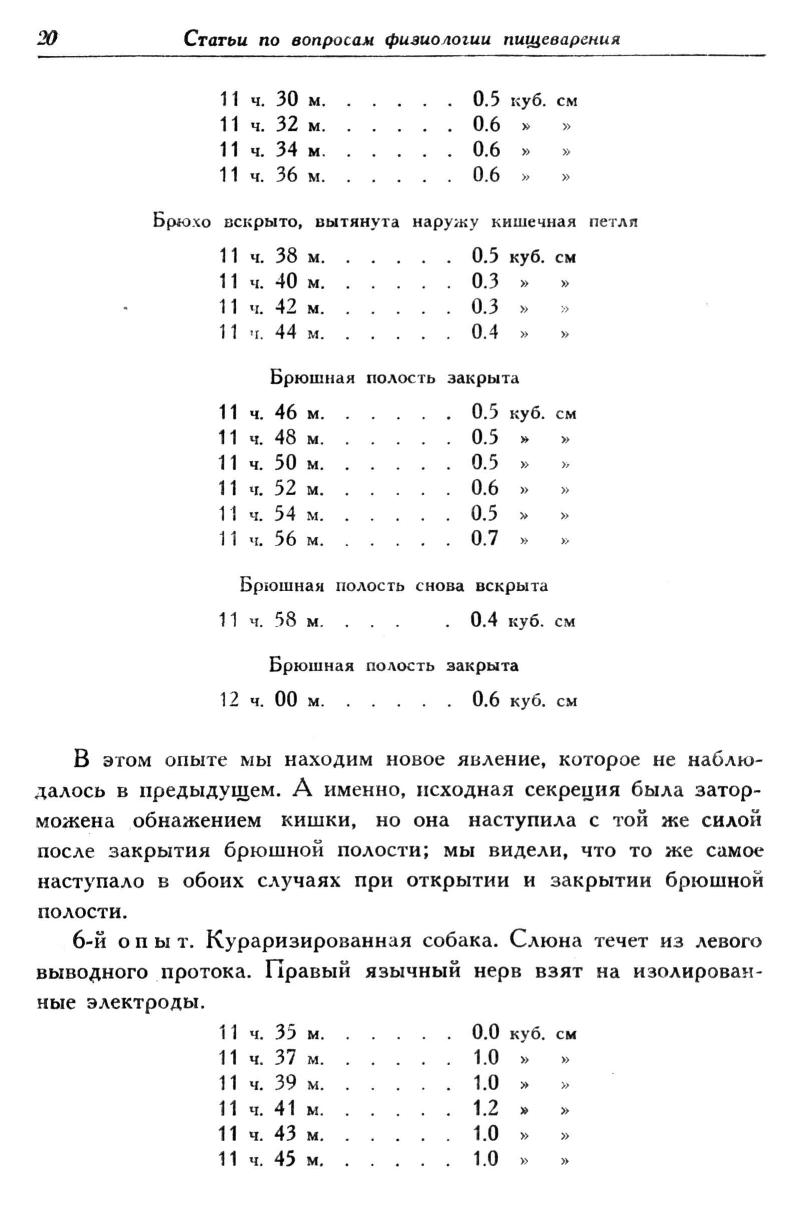 20 Статьи по вопросам физиологии пищеварения
11 ч. 30 м. . . . . . 0.5 куб. см
11 ч. 32 м. . . . . . 0.6 » »
11 ч. 34 м. . . . . . 0.6 » »
11 ч. 36 м. . . . . . 0.6 » »
Брюхо вскрыто, вытянута наружу кишечная петля
11 ч. 38 м. . . . . . 0.5 куб. см
11 ч. 40 м. . . . . . 0.3 » »
11 ч. 42 м. . . . . . 0.3 » »
11 ч. 44 м. . . . . . 0.4 » »
Брюшная полость закрыта
11 ч. 46 м. . . . . . 0.5 куб. см
11 ч. 48 м. . . . . . 0.5 » »
11 ч. 50 м. . . . . . 0.5 » »
11 ч. 52 м. . . . . . 0.6 » »
11 ч. 54 м. . . . . . 0.5 » »
11 ч. 56 м. . . . . . 0.7 » »
Брюшная полость снова вскрыта
11 ч. 58 м. . . . . 0.4 куб. см
Брюшная полость закрыта
12 ч. 00 м. . . . . . 0.6 куб. см
В этом опыте мы находим новое явление, которое не наблю-
далось в предыдущем. А именно, исходная секреция была затор-
можена обнажением кишки, но она наступила с той же силой
после закрытия брюшной полости; мы видели, что то же самое
наступало в обоих случаях при открытии и закрытии брюшной
полости.
6-й опыт. Кураризированная собака. Слюна течет из левого
выводного протока. Правый язычный нерв взят на изолирован-
ные электроды.
11 ч. 35 м. . . . . . 0.0 куб. см
11 ч. 37 м. . . . . . 1.0 » »
11 ч. 39 м. . . . . . 1.0 » »
11 ч. 41 м. . . . . . 1.2 » »
11 ч. 43 м. . . . . . 1.0 » »
11 ч. 45 м. . . . . . 1.0 » »